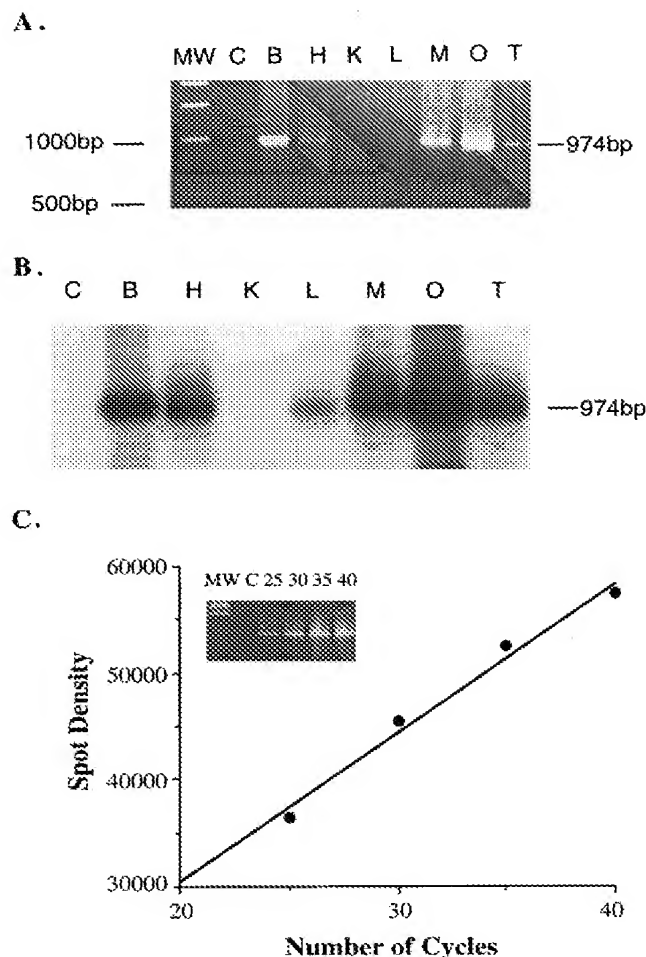 A.
MW C B H K L M O T
1000bp
974bp
500bp
B.
C B H K L M O T
974bp
C.
60000
MW C 25 30 35 40
50000
40000
30000
20 30 40
Spot Density
Number of Cycles